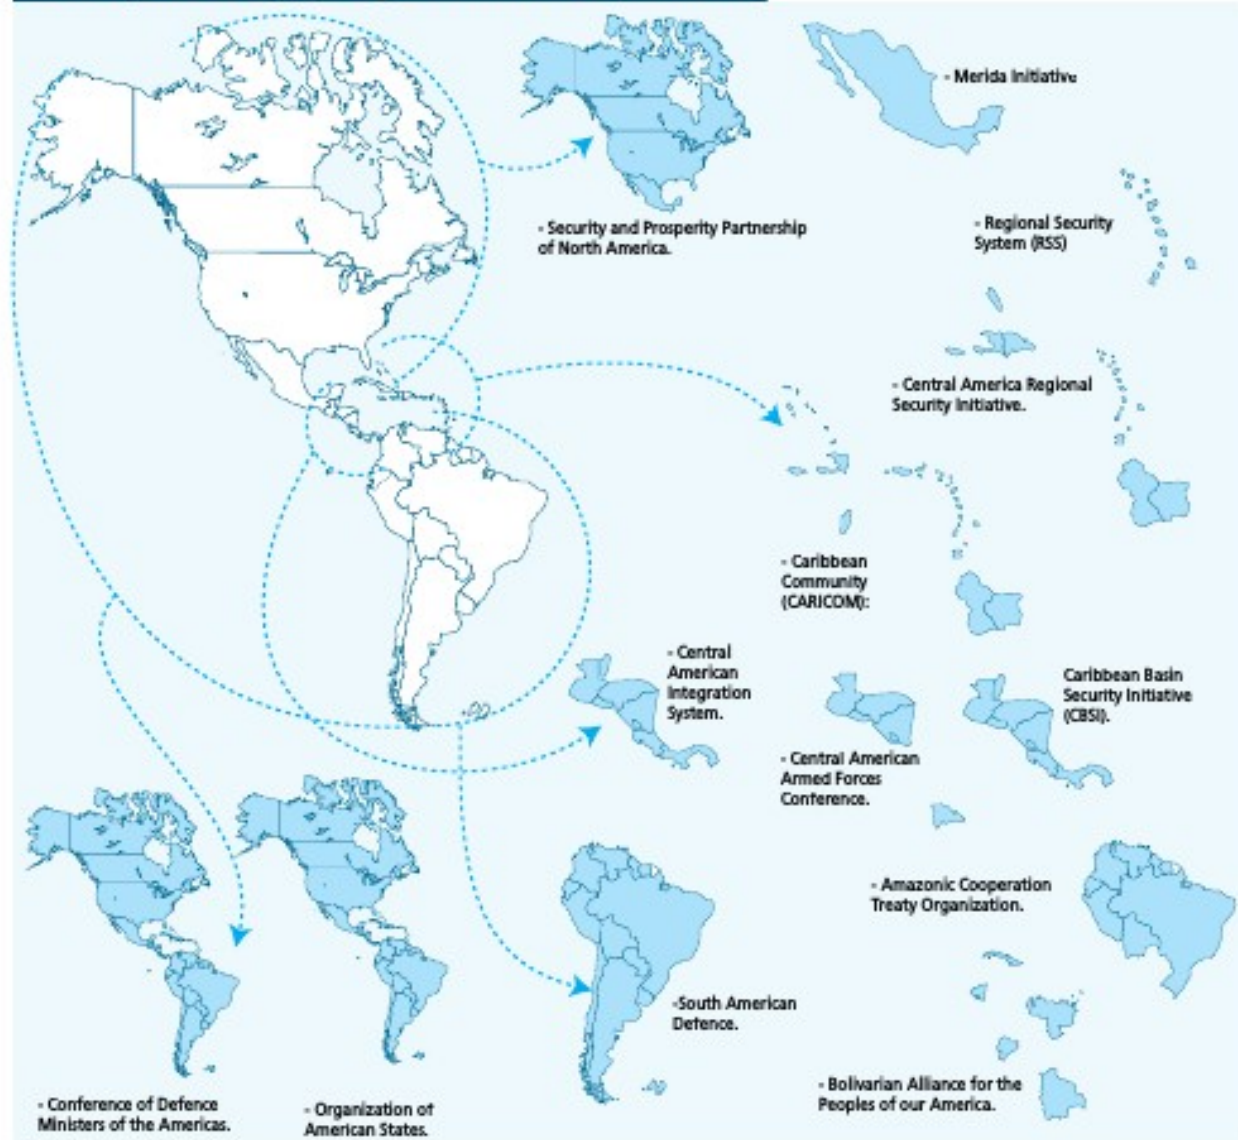 - Merida Initiative
- Security and Prosperity Partnership
of North America.
- Regional Security
System (RSS)
- Central America Regional
Security Initiative.
- Caribbean
Community
(CARICOM):
- Central
American
Integration
System.
Caribbean Basin
Security Initiative
(CBSI).
- Central American
Armed Forces
Conference.
- Amazonic Cooperation
Treaty Organization.
-South American
Defence.
- Bolivarian Alliance for the
Peoples of our America.
- Conference of Defence
Ministers of the Americas.
- Organization of
American States.